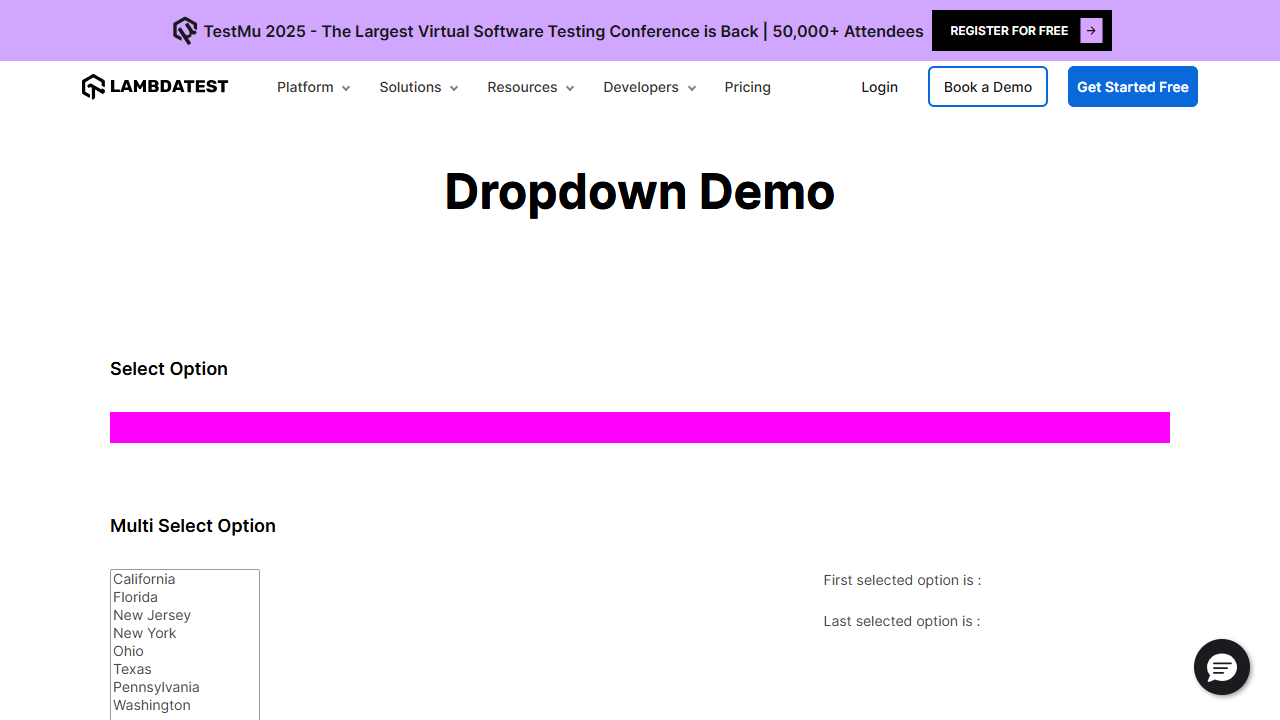 TestMu 2025 - The Largest Virtual Software Testing Conference is Back | 50,000+ Attendees
REGISTER FOR FREE
LAMBDATEST
Platform
Solutions
Resources
Developers
Pricing
Login
Book a Demo
Get Started Free
Dropdown Demo
Select Option
Multi Select Option
California
Florida
New Jersey
New York
Ohio
Texas
Pennsylvania
Washington
First selected option is :
Last selected option is :